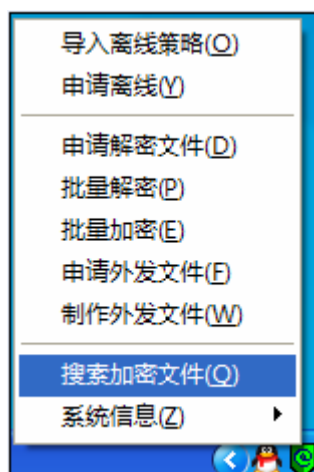 导入离线策略(O)
申请离线(Y)
申请解密文件(D)
批量解密(P)
批量加密(E)
申请外发文件(F)
制作外发文件(W)
搜索加密文件(Q)
系统信息(Z)